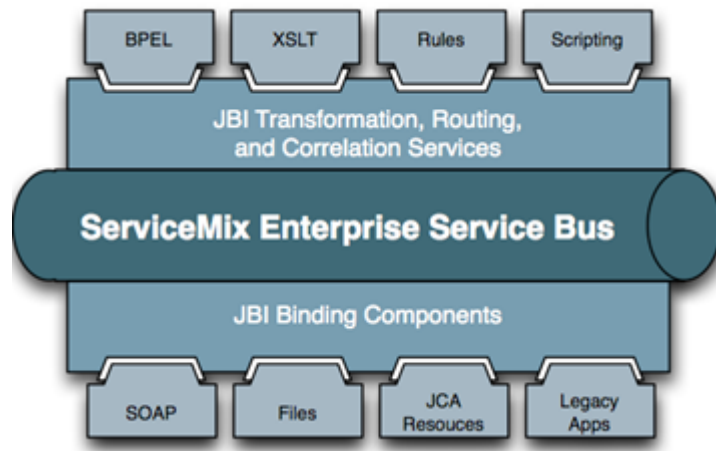 BPEL
XSLT
Rules
Scripting
JBI Transformation, Routing,
and Correlation Services
ServiceMix Enterprise Service Bus
JBI Binding Components
SOAP
Files
JCA
Resouces
Legacy
Apps